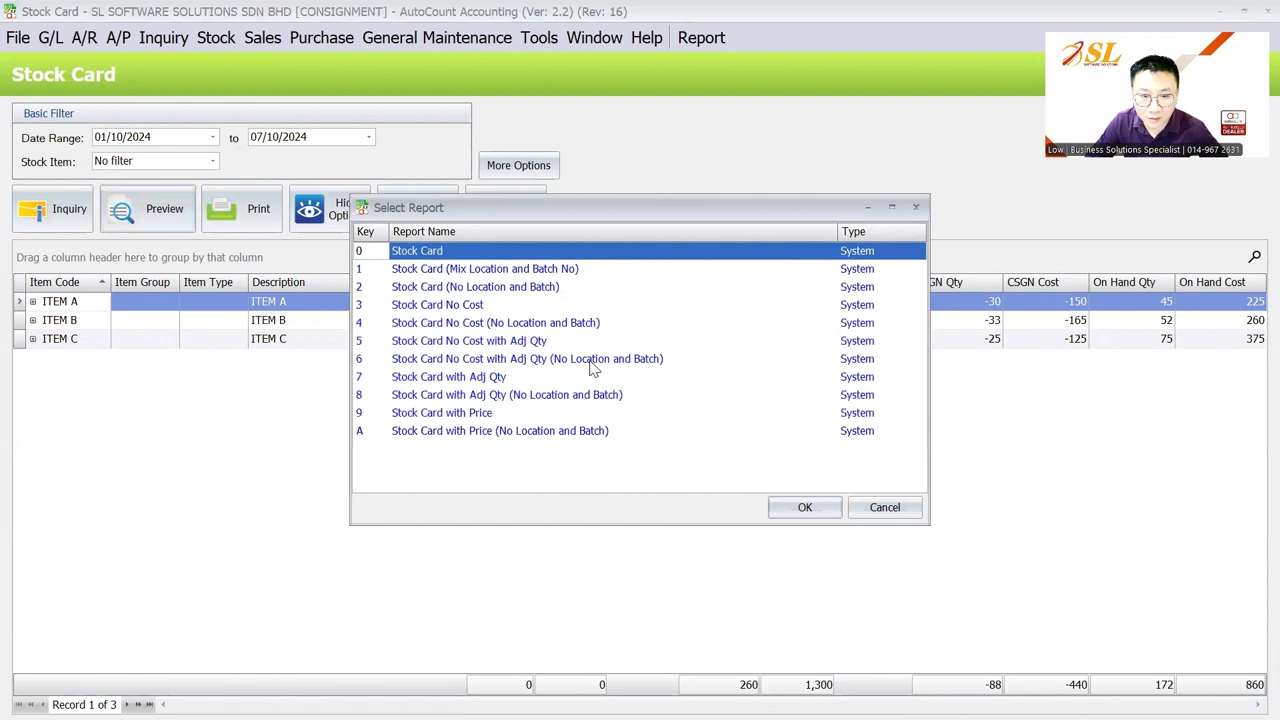 Stock Card - SL SOFTWARE SOLUTIONS SDN BHD [CONSIGNMENT] - AutoCount Accounting (Ver: 2.2) (Rev: 16)
File G/L A/R A/P Inquiry Stock Sales Purchase General Maintenance Tools Window Help Report
Stock Card
SL
Low | Business Solutions Specialist | 014-967 2631
Basic Filter
Date Range: 01/10/2024 to 07/10/2024
Stock Item: No filter
More Options
Inquiry Preview Print
Select Report
Key Report Name Type
0 Stock Card System
1 Stock Card (Mix Location and Batch No) System
2 Stock Card (No Location and Batch) System
3 Stock Card No Cost System
4 Stock Card No Cost (No Location and Batch) System
5 Stock Card No Cost with Adj Qty System
6 Stock Card No Cost with Adj Qty (No Location and Batch) System
7 Stock Card with Adj Qty System
8 Stock Card with Adj Qty (No Location and Batch) System
9 Stock Card with Price System
A Stock Card with Price (No Location and Batch) System
OK Cancel
Drag a column header here to group by that column
Item Code Item Group Item Type Description GN Qty CSGN Cost On Hand Qty On Hand Cost
ITEM A ITEM A -30 -150 45 225
ITEM B ITEM B -33 -165 52 260
ITEM C ITEM C -25 -125 75 375
0 0 260 1,300 -88 -440 172 860
Record 1 of 3